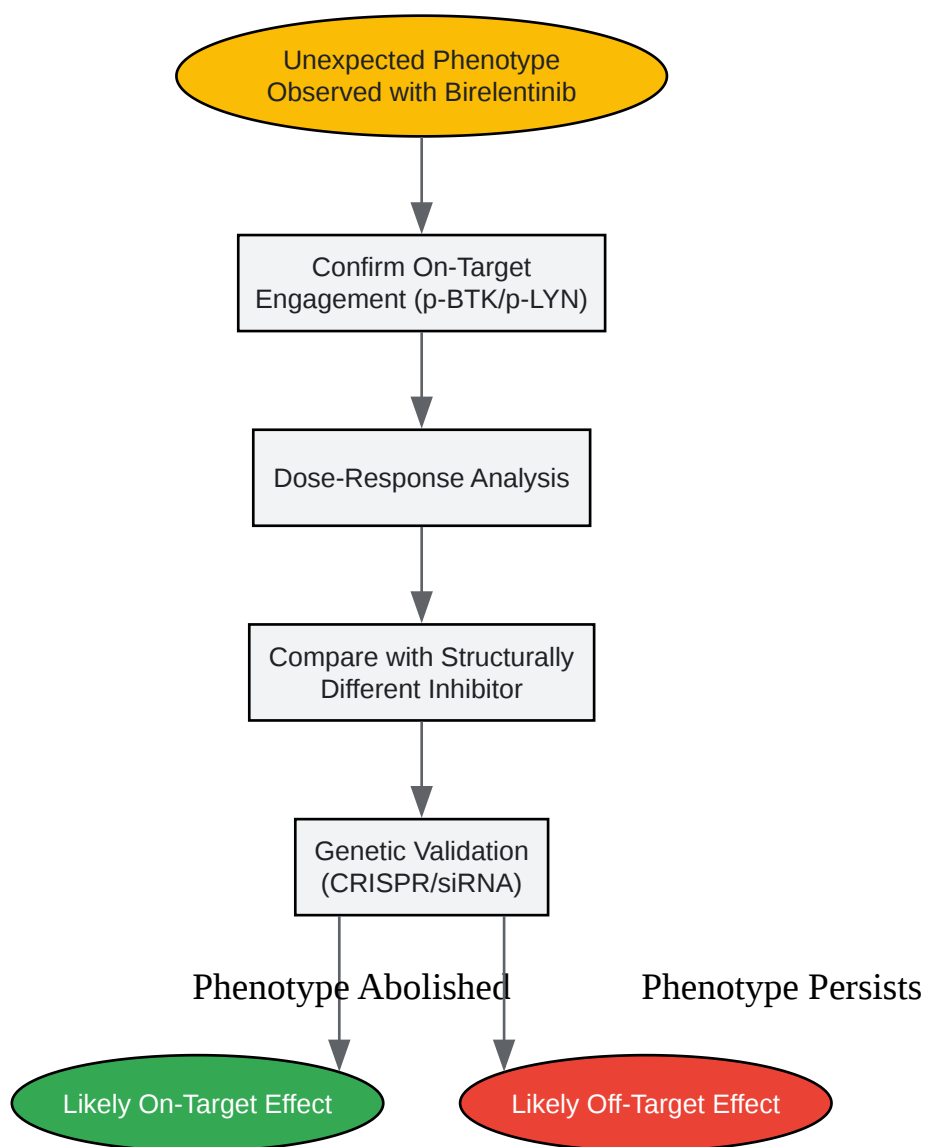 Unexpected Phenotype
Observed with Birelentinib
Confirm On-Target
Engagement (p-BTK/p-LYN)
Dose-Response Analysis
Compare with Structurally
Different Inhibitor
Genetic Validation
(CRISPR/siRNA)
Phenotype Abolished
Phenotype Persists
Likely On-Target Effect
Likely Off-Target Effect